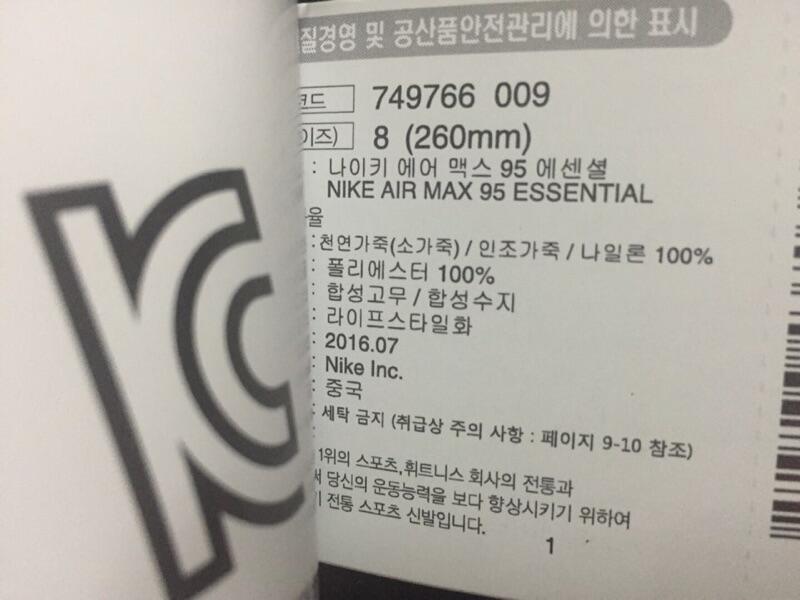 질경영 및 공산품안전관리에 의한 표시
코드 749766 009
이즈) 8 (260mm)
: 나이키 에어 맥스 95 에센셜
NIKE AIR MAX 95 ESSENTIAL
율
: 천연가죽(소가죽) / 인조가죽 / 나일론 100%
: 폴리에스터 100%
: 합성고무 / 합성수지
: 라이프스타일화
: 2016.07
: Nike Inc.
: 중국
: 세탁 금지 (취급상 주의 사항 : 페이지 9-10 참조)
:
1위의 스포츠,휘트니스 회사의 전통과
서 당신의 운동능력을 보다 향상시키기 위하여
기 전통 스포츠 신발입니다.
1